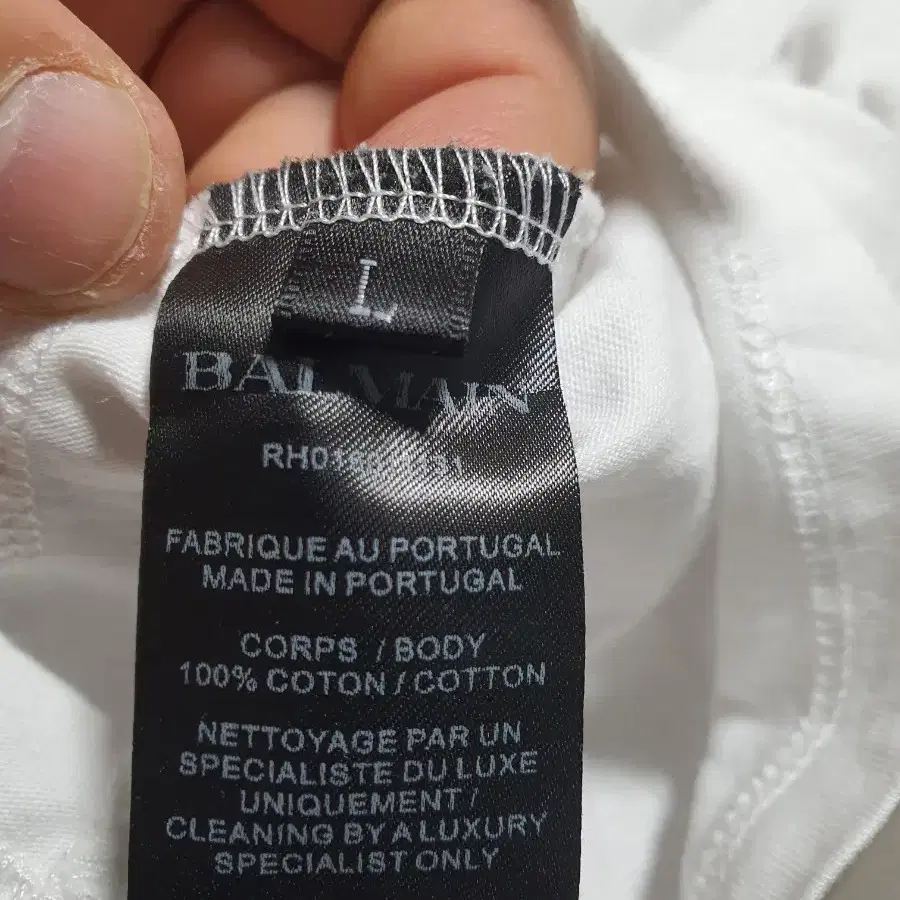 L
BALMAIN
FABRIQUE AU PORTUGAL
MADE IN PORTUGAL
CORPS / BODY
100% COTON / COTTON
NETTOYAGE PAR UN
SPECIALISTE DU LUXE
UNIQUEMENT /
CLEANING BY A LUXURY
SPECIALIST ONLY